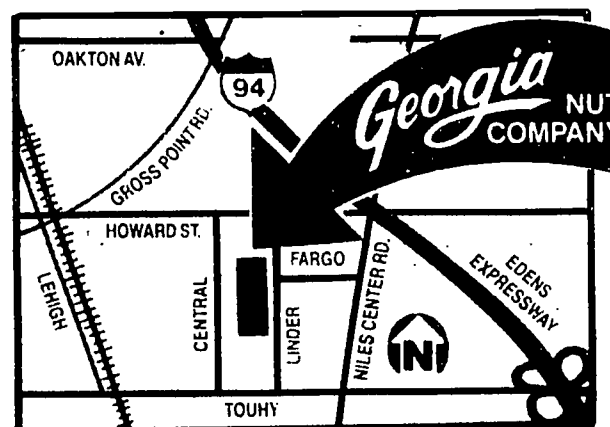 OAKTON AV.
94
Georgia
NUT
COMPANY
GROSS POINT RD.
HOWARD ST.
LEHIGH
CENTRAL
FARGO
LINDER
NILES CENTER RD.
EDENS
EXPRESSWAY
N
TOUHY